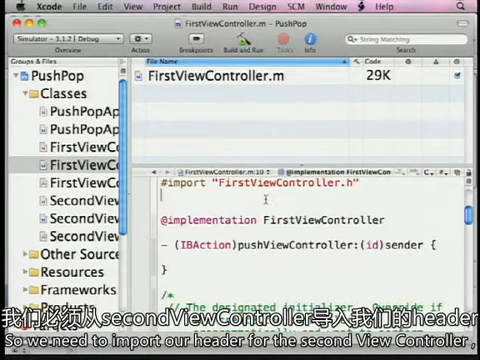 Xcode File Edit View Project Build Run Design SCM Window Help
FirstViewController.m – PushPop
Simulator - 3.1.2 | Debug
Overview Action Breakpoints Build and Run Tasks Info Search
String Matching
Groups & Files
File Name Code
PushPop
FirstViewController.m 29K
Classes
PushPopAp
PushPopAp
FirstViewCo
FirstViewCo
FirstViewCo
SecondView
SecondView
SecondView
Other Source
Resources
Frameworks
Products
FirstViewController.m:10 @implementation FirstViewCon
#import "FirstViewController.h"
@implementation FirstViewController
- (IBAction)pushViewController:(id)sender {
}
/*
// The designated initializer. Override if
我们必须从secondViewController导入我们的header
So we need to import our header for the second View Controller ,